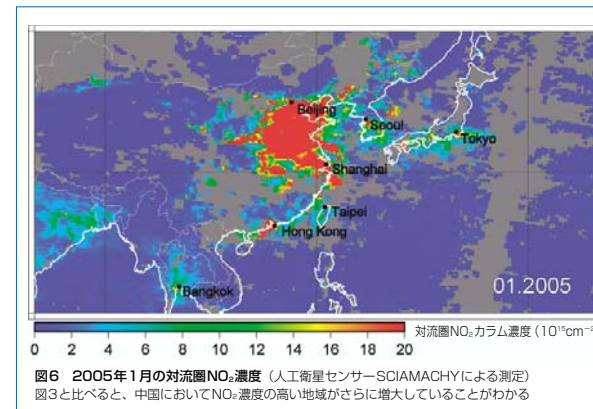 Beijing
Seoul
Tokyo
Shanghai
Taipei
Hong Kong
Bangkok
01.2005
0 2 4 6 8 10 12 14 16 18 20
対流圏NO₂カラム濃度(10¹⁵cm⁻²
図6 2005年1月の対流圏NO₂濃度(人工衛星センサーSCIAMACHYによる測定)
図3と比べると、中国においてNO₂濃度の高い地域がさらに増大していることがわかる